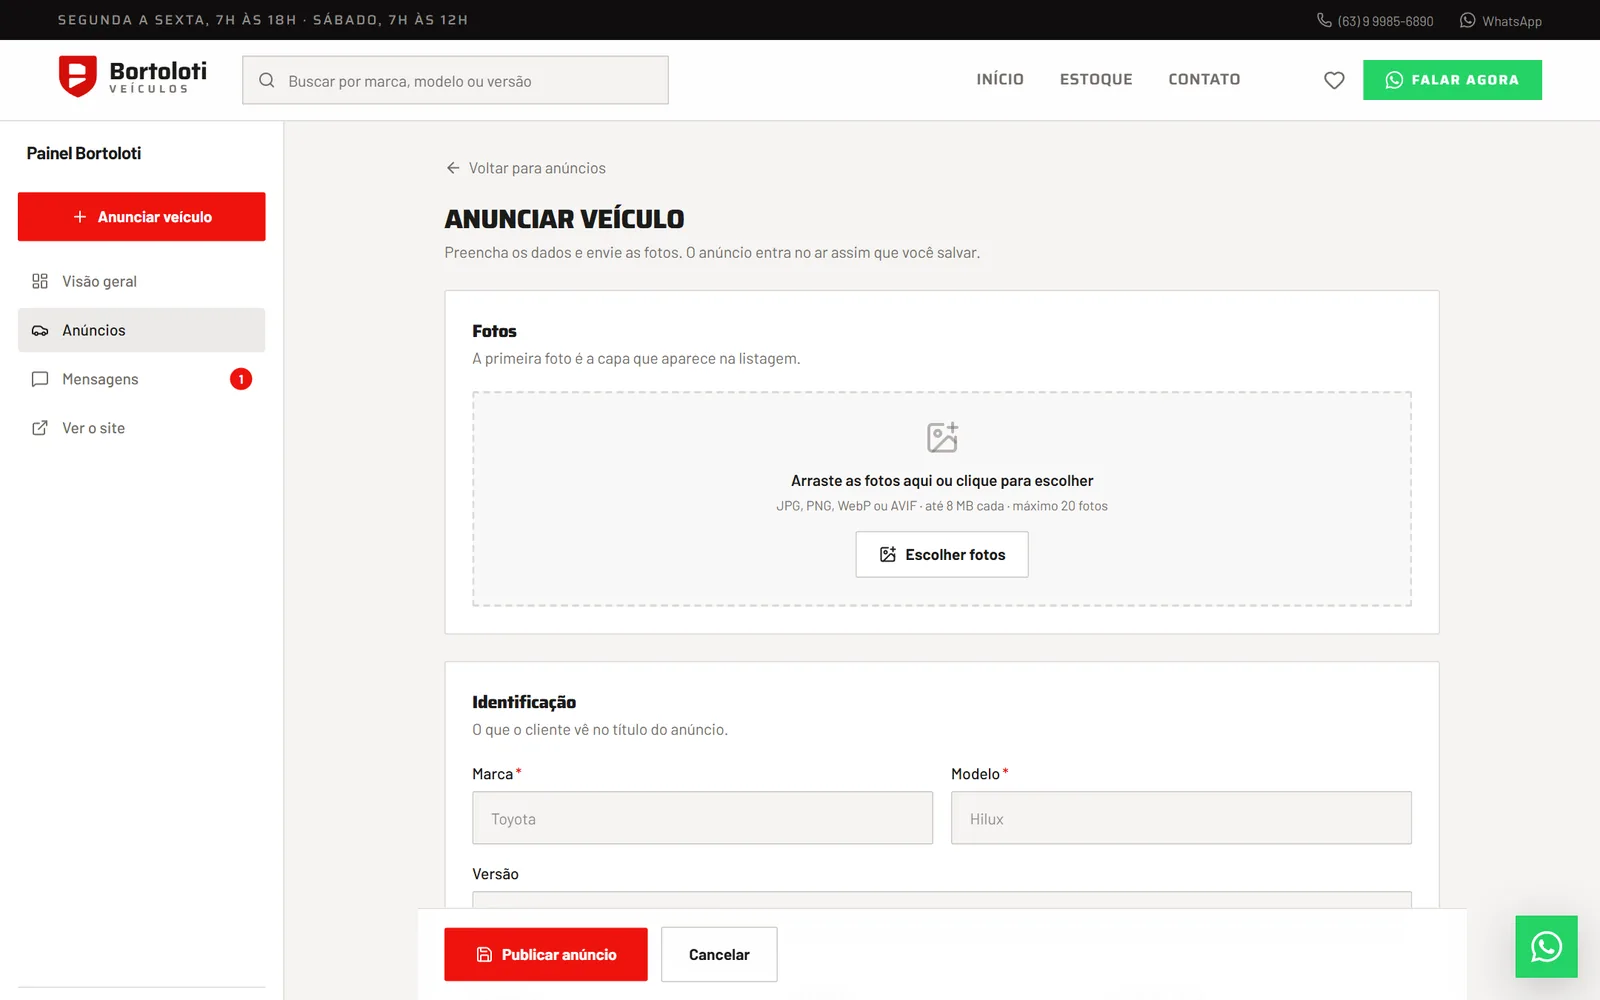 SEGUNDA A SEXTA, 7H ÀS 18H · SÁBADO, 7H ÀS 12H
(63) 9 9985-6890
WhatsApp
Bortoloti
VEÍCULOS
Buscar por marca, modelo ou versão
INÍCIO
ESTOQUE
CONTATO
FALAR AGORA
Painel Bortoloti
Anunciar veículo
Visão geral
Anúncios
Mensagens
1
Ver o site
Voltar para anúncios
ANUNCIAR VEÍCULO
Preencha os dados e envie as fotos. O anúncio entra no ar assim que você salvar.
Fotos
A primeira foto é a capa que aparece na listagem.
Arraste as fotos aqui ou clique para escolher
JPG, PNG, WebP ou AVIF · até 8 MB cada · máximo 20 fotos
Escolher fotos
Identificação
O que o cliente vê no título do anúncio.
Marca *
Modelo *
Toyota
Hilux
Versão
Publicar anúncio
Cancelar